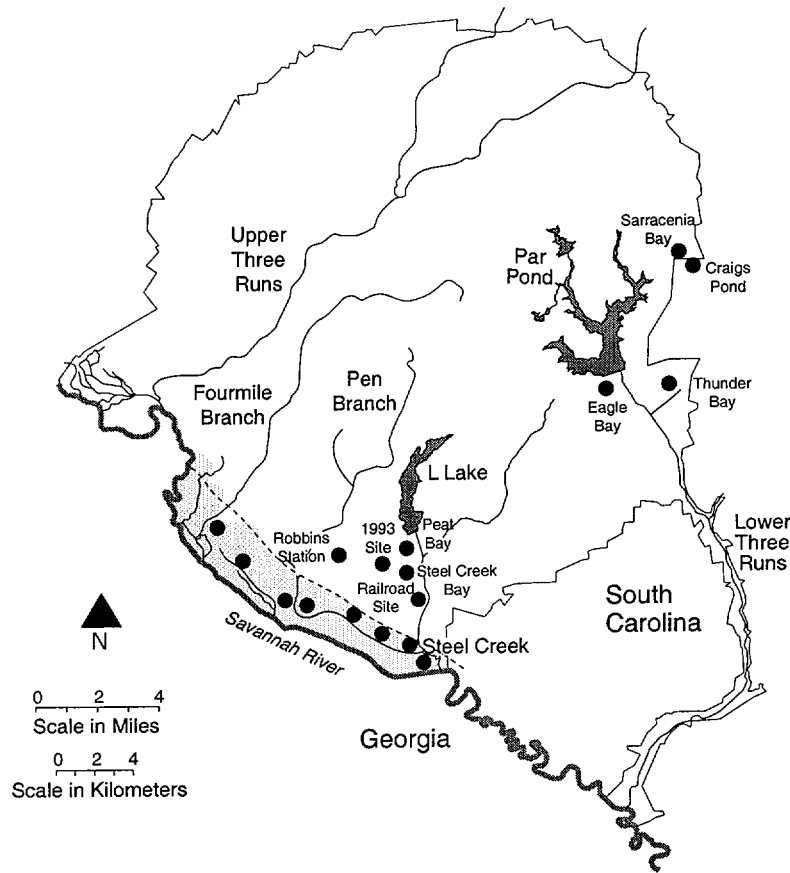 Sarracenia
Bay
Craigs
Pond
Upper
Three
Runs
Par
Pond
Fourmile
Branch
Pen
Branch
Thunder
Bay
Eagle
Bay
L Lake
1993
Site
Peat
Bay
Robbins
Station
Lower
Three
Runs
Steel Creek
Bay
Railroad
Site
South
Carolina
N
Savannah River
Steel Creek
0 2 4
Scale in Miles
Georgia
0 2 4
Scale in Kilometers